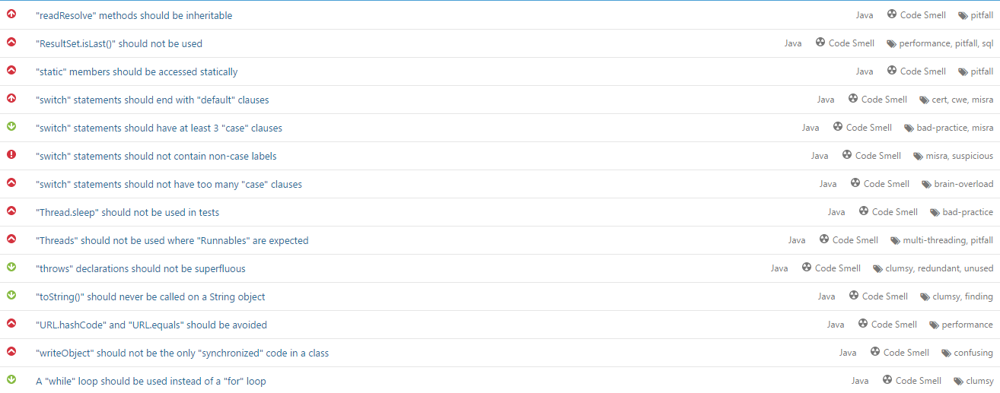 "readResolve" methods should be inheritable Java Code Smell pitfall
"ResultSet.isLast()" should not be used Java Code Smell performance, pitfall, sql
"static" members should be accessed statically Java Code Smell pitfall
"switch" statements should end with "default" clauses Java Code Smell cert, cwe, misra
"switch" statements should have at least 3 "case" clauses Java Code Smell bad-practice, misra
"switch" statements should not contain non-case labels Java Code Smell misra, suspicious
"switch" statements should not have too many "case" clauses Java Code Smell brain-overload
"Thread.sleep" should not be used in tests Java Code Smell bad-practice
"Threads" should not be used where "Runnables" are expected Java Code Smell multi-threading, pitfall
"throws" declarations should not be superfluous Java Code Smell clumsy, redundant, unused
"toString()" should never be called on a String object Java Code Smell clumsy, finding
"URL.hashCode" and "URL.equals" should be avoided Java Code Smell performance
"writeObject" should not be the only "synchronized" code in a class Java Code Smell confusing
A "while" loop should be used instead of a "for" loop Java Code Smell clumsy